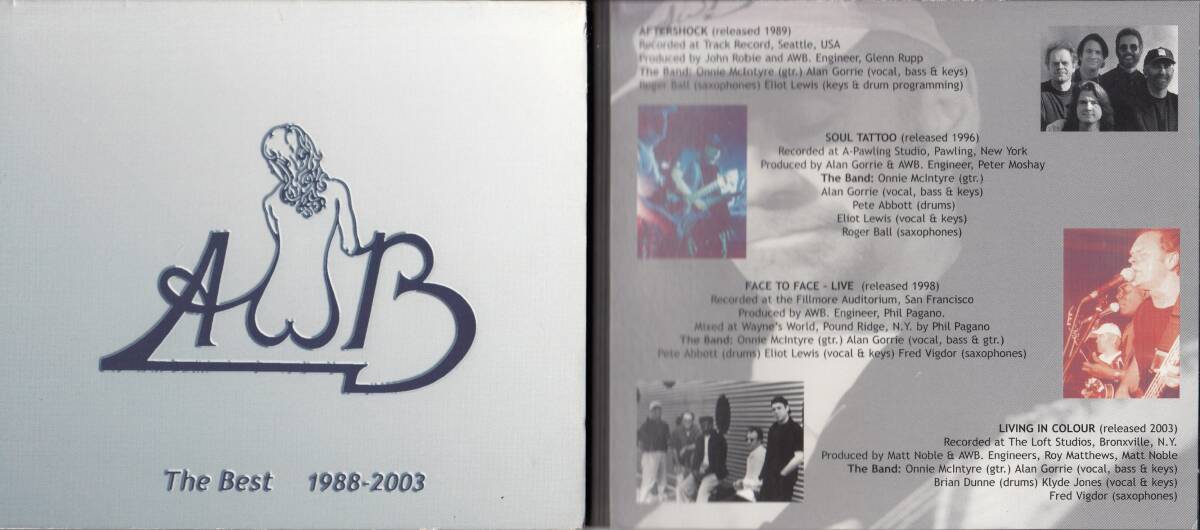 AWB
The Best 1988-2003
AFTERSHOCK (released 1989)
Recorded at Track Record, Seattle, USA
Produced by John Robie and AWB. Engineer, Glenn Rupp
The Band: Onnie McIntyre (gtr.) Alan Gorrie (vocal, bass & keys)
Roger Ball (saxophones) Eliot Lewis (keys & drum programming)
SOUL TATTOO (released 1996)
Recorded at A-Pawling Studio, Pawling, New York
Produced by Alan Gorrie & AWB. Engineer, Peter Moshay
The Band: Onnie McIntyre (gtr.)
Alan Gorrie (vocal, bass & keys)
Pete Abbott (drums)
Eliot Lewis (vocal & keys)
Roger Ball (saxophones)
FACE TO FACE - LIVE (released 1998)
Recorded at the Fillmore Auditorium, San Francisco
Produced by AWB. Engineer, Phil Pagano.
Mixed at Wayne's World, Pound Ridge, N.Y. by Phil Pagano
The Band: Onnie McIntyre (gtr.) Alan Gorrie (vocal, bass & gtr.)
Pete Abbott (drums) Eliot Lewis (vocal & keys) Fred Vigdor (saxophones)
LIVING IN COLOUR (released 2003)
Recorded at The Loft Studios, Bronxville, N.Y.
Produced by Matt Noble & AWB. Engineers, Roy Matthews, Matt Noble
The Band: Onnie McIntyre (gtr.) Alan Gorrie (vocal, bass & keys)
Brian Dunne (drums) Klyde Jones (vocal & keys)
Fred Vigdor (saxophones)